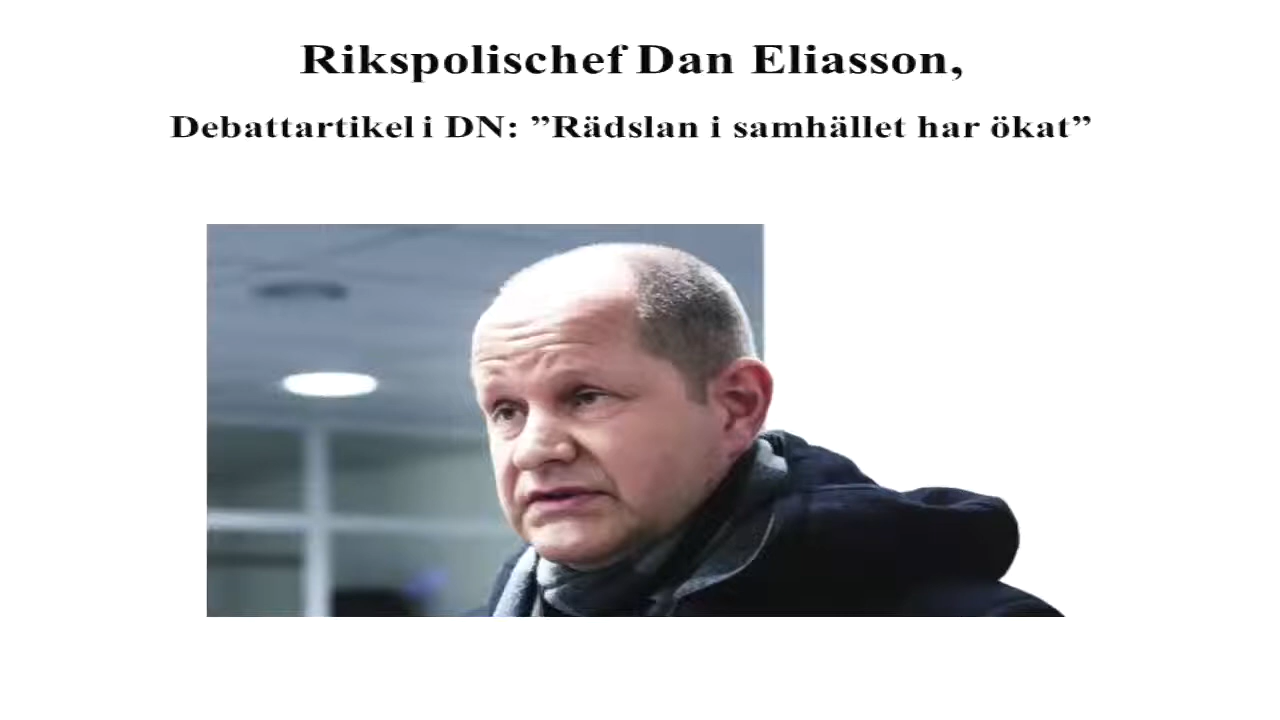 Rikspolischef Dan Eliasson,
Debattartikel i DN: ”Rädslan i samhället har ökat”